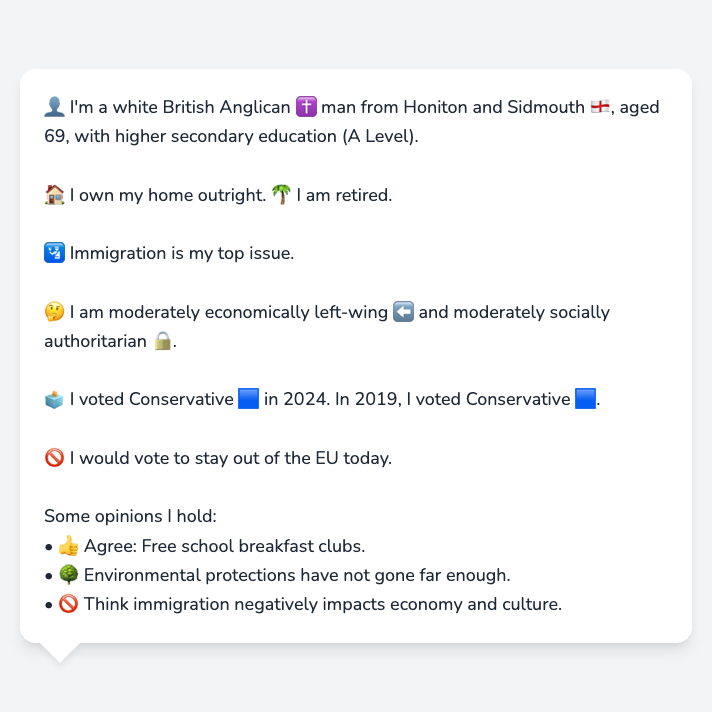 👤 I'm a white British Anglican ✝️ man from Honiton and Sidmouth 🏴󠁧󠁢󠁥󠁮󠁧󠁿, aged
69, with higher secondary education (A Level).
🏠 I own my home outright. 🌴 I am retired.
🛂 Immigration is my top issue.
🤔 I am moderately economically left-wing ⬅️ and moderately socially
authoritarian 🔒.
🗳️ I voted Conservative 🟦 in 2024. In 2019, I voted Conservative 🟦.
🚫 I would vote to stay out of the EU today.
Some opinions I hold:
• 👍 Agree: Free school breakfast clubs.
• 🌳 Environmental protections have not gone far enough.
• 🚫 Think immigration negatively impacts economy and culture.